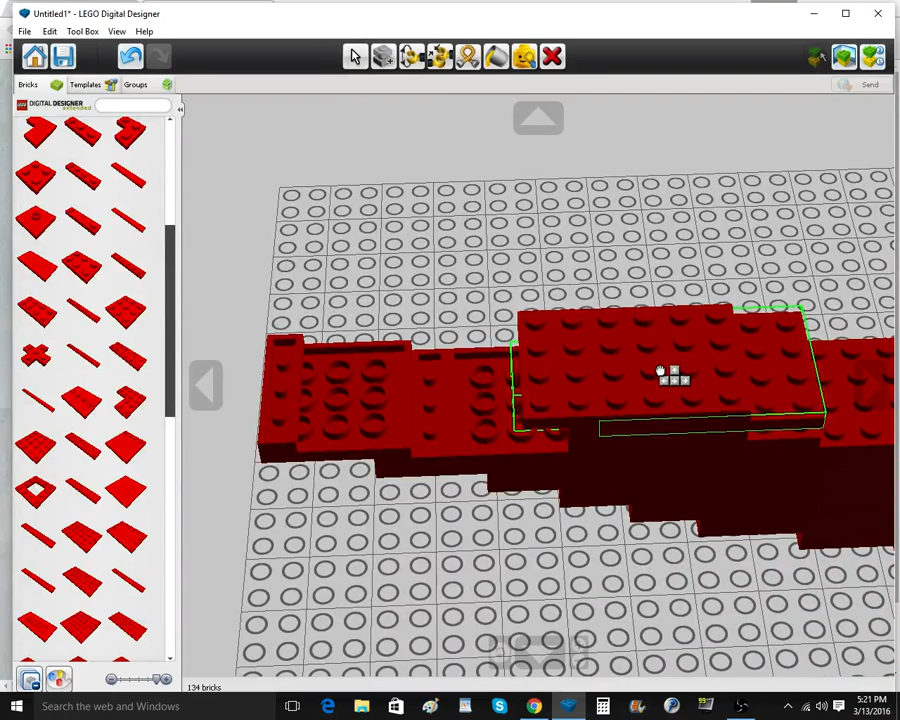 Untitled1* - LEGO Digital Designer
File Edit Tool Box View Help
Bricks Templates Groups
Send
LEGO DIGITAL DESIGNER
extended
134 bricks
Search the web and Windows
5:21 PM
3/13/2016